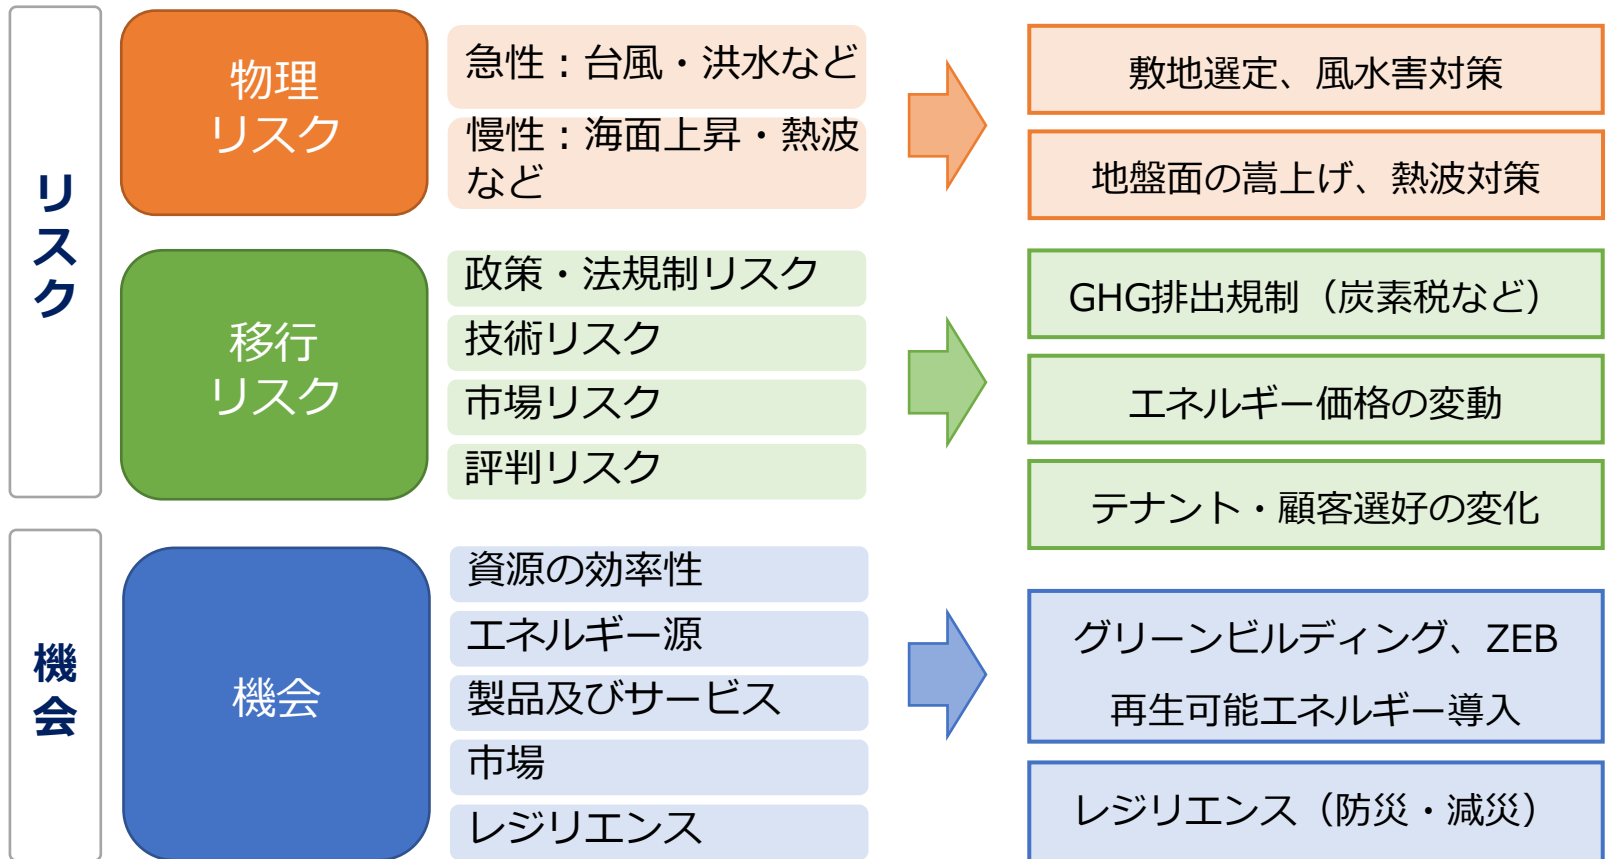 リスク
物理
リスク
急性：台風・洪水など
慢性：海面上昇・熱波
など
敷地選定、風水害対策
地盤面の嵩上げ、熱波対策
移行
リスク
政策・法規制リスク
技術リスク
市場リスク
評判リスク
GHG排出規制（炭素税など）
エネルギー価格の変動
テナント・顧客選好の変化
機会
機会
資源の効率性
エネルギー源
製品及びサービス
市場
レジリエンス
グリーンビルディング、ZEB
再生可能エネルギー導入
レジリエンス（防災・減災）